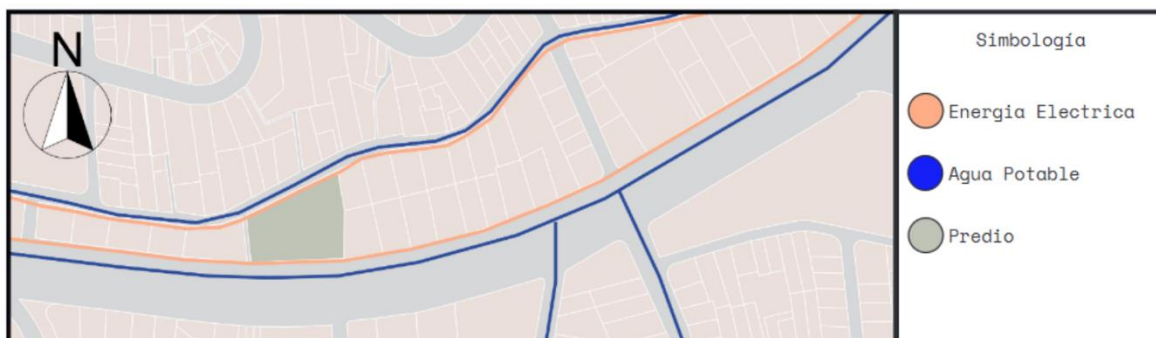 N
Simbología
Energia Electrica
Agua Potable
Predio